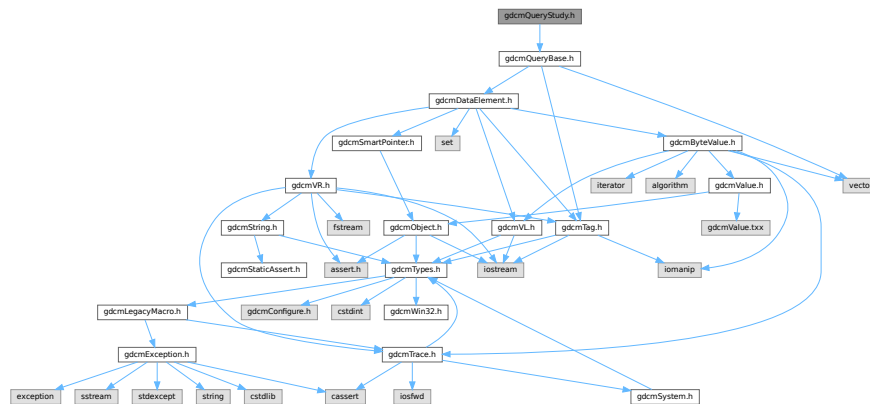 gdcmQueryStudy.h
gdcmQueryBase.h
gdcmDataElement.h
gdcmSmartPointer.h
set
gdcmByteValue.h
gdcmVR.h
iterator
algorithm
gdcmValue.h
vector
gdcmString.h
fstream
gdcmObject.h
gdcmVL.h
gdcmTag.h
gdcmValue.txx
gdcmStaticAssert.h
assert.h
gdcmTypes.h
iostream
iomanip
gdcmLegacyMacro.h
gdcmConfigure.h
cstdint
gdcmWin32.h
gdcmException.h
gdcmTrace.h
exception
sstream
stdexcept
string
cstdlib
cassert
iosfwd
gdcmSystem.h